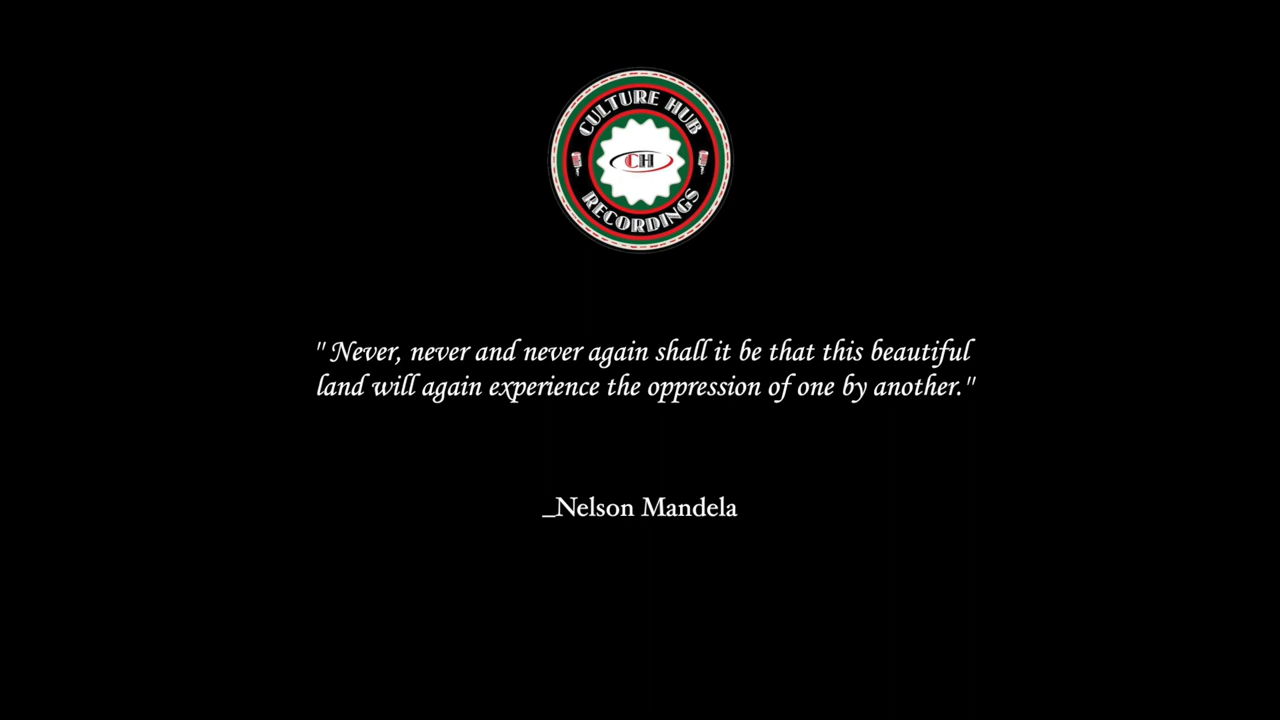 CULTURE HUB
CH
RECORDINGS
" Never, never and never again shall it be that this beautiful
land will again experience the oppression of one by another."
_Nelson Mandela